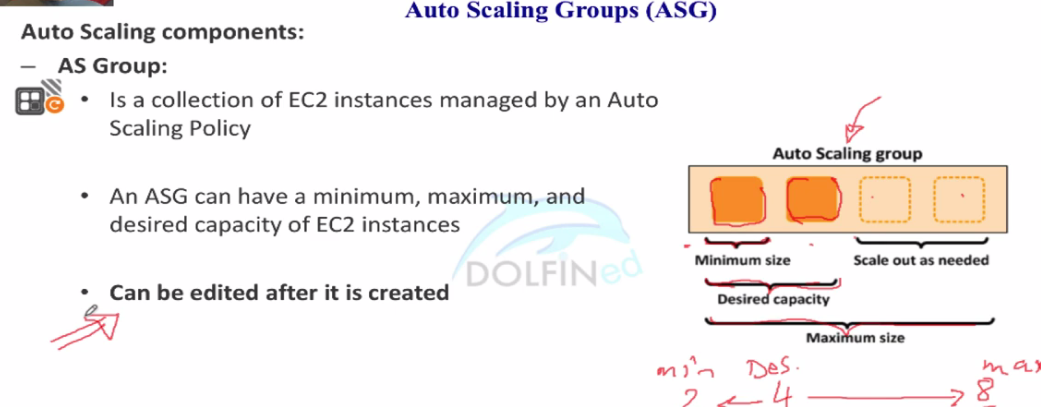 Auto Scaling Groups (ASG)
Auto Scaling components:
– AS Group:
• Is a collection of EC2 instances managed by an Auto
Scaling Policy
• An ASG can have a minimum, maximum, and
desired capacity of EC2 instances
• Can be edited after it is created
DOLFINed
Auto Scaling group
Minimum size
Scale out as needed
Desired capacity
Maximum size
min Des. max
2 4 8